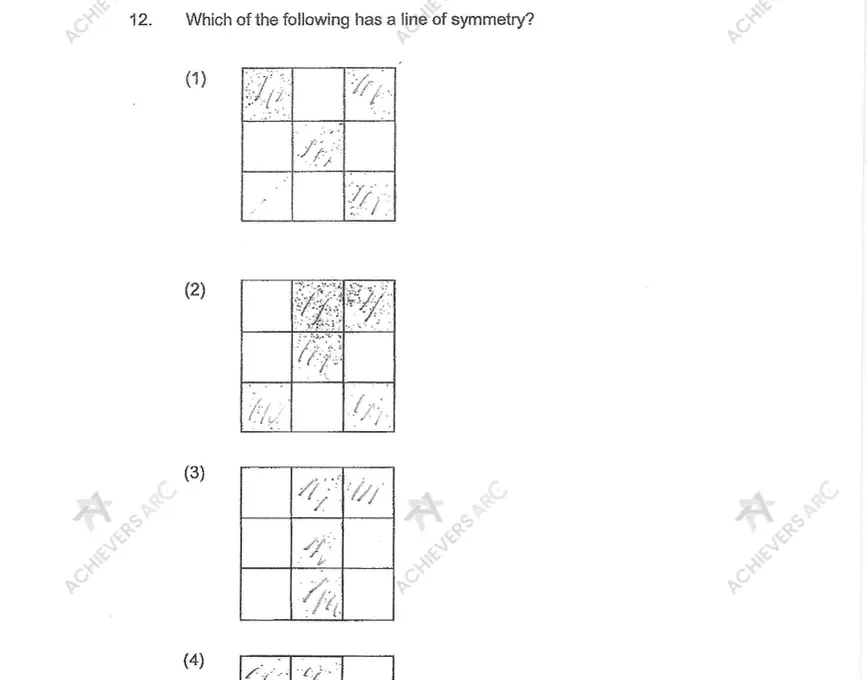 12. Which of the following has a line of symmetry?
(1)
(2)
(3)
(4)
ACHIEVERS ARC
ACHIEVERS ARC
ACHIEVERS ARC